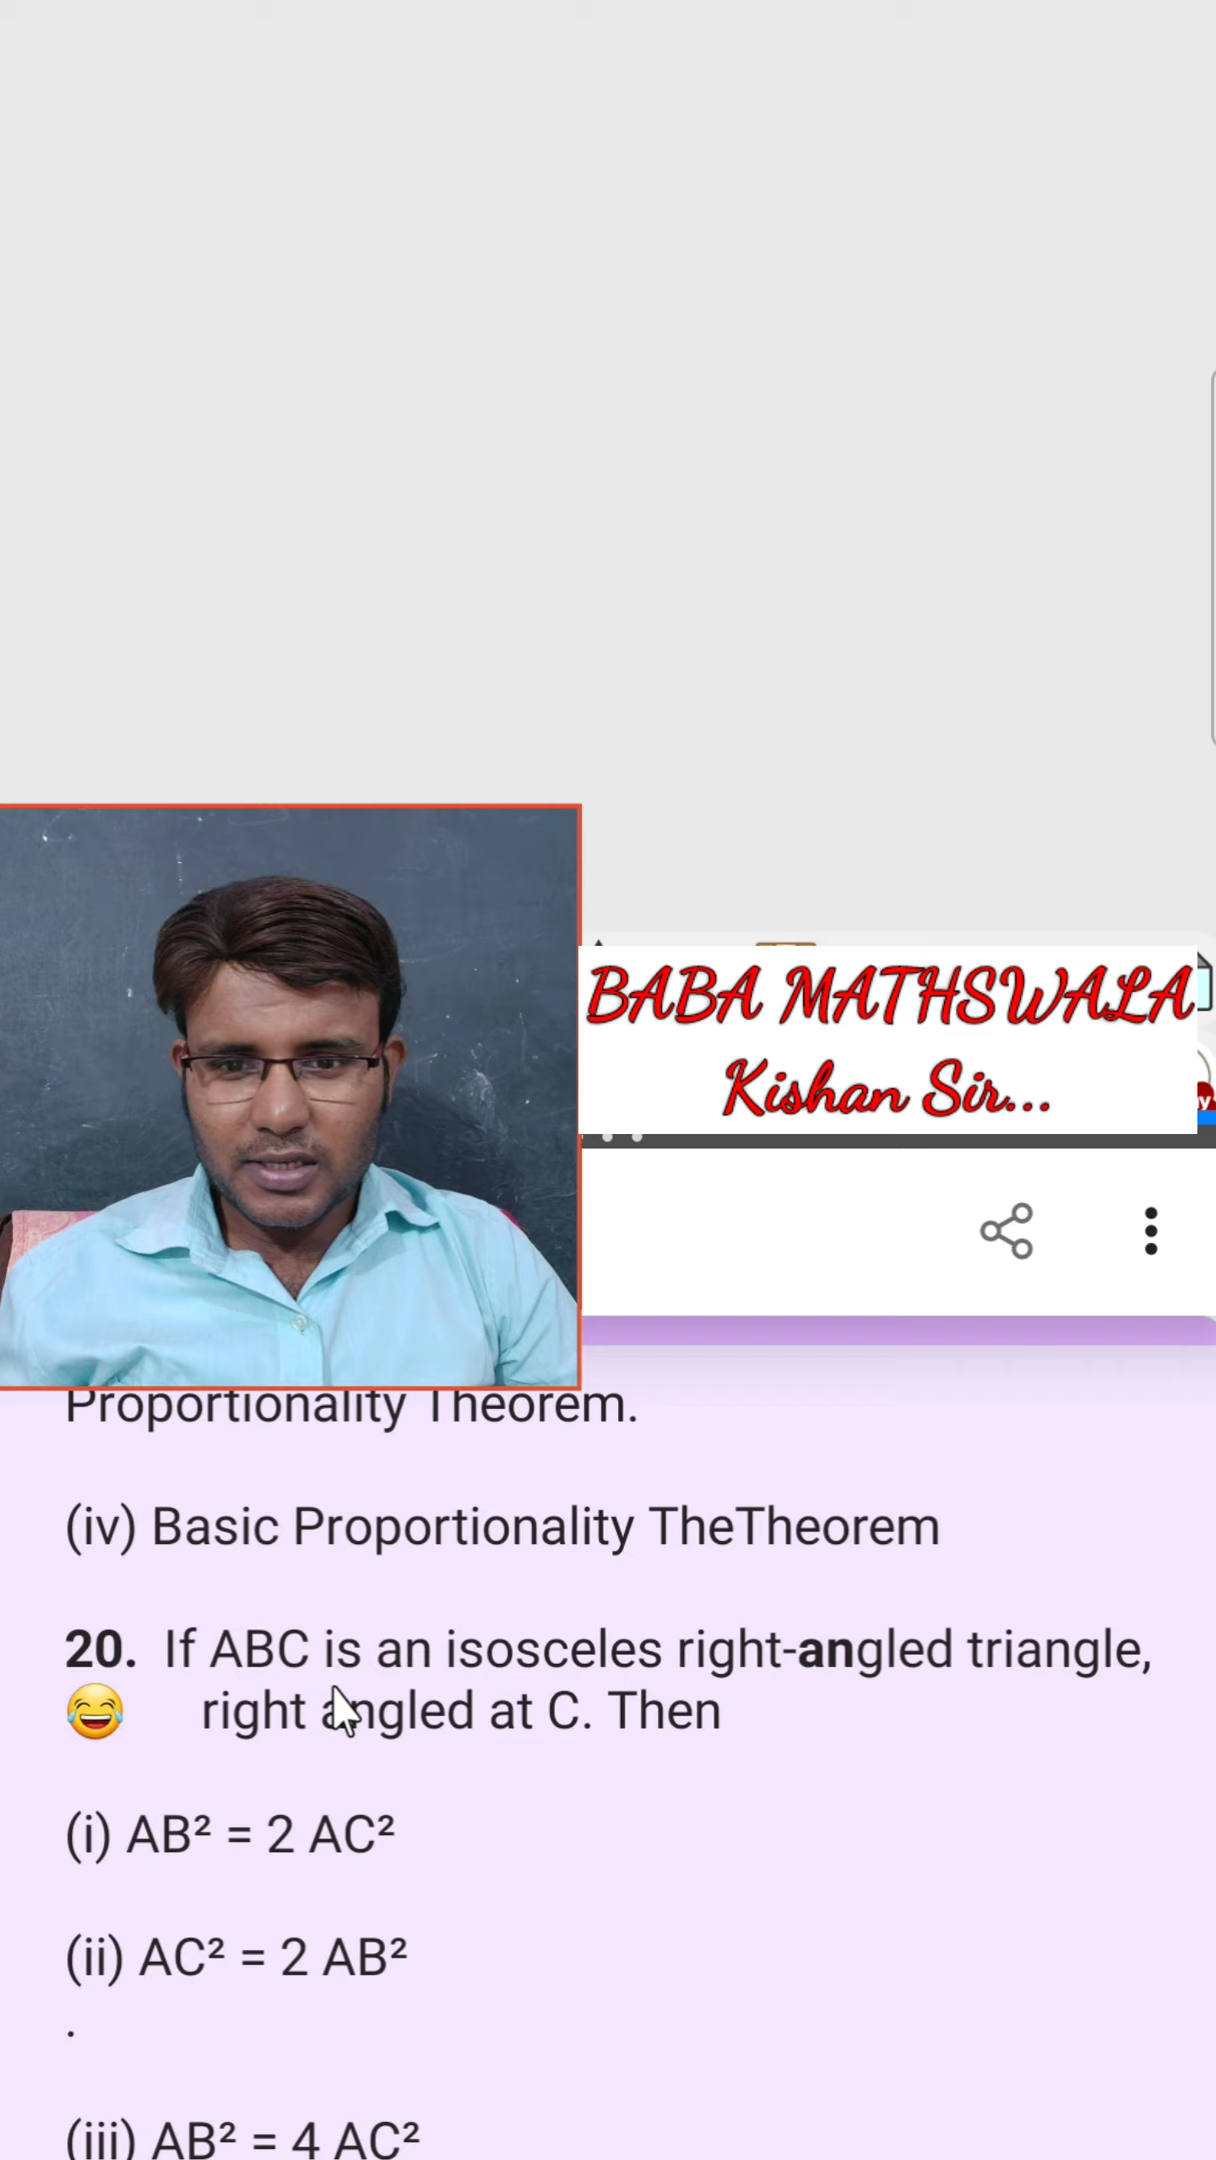 BABA MATHSWALA
Kishan Sir...
Proportionality Theorem.
(iv) Basic Proportionality TheTheorem
20. If ABC is an isosceles right-angled triangle,
😂 right angled at C. Then
(i) AB² = 2 AC²
(ii) AC² = 2 AB²
.
(iii) AB² = 4 AC²